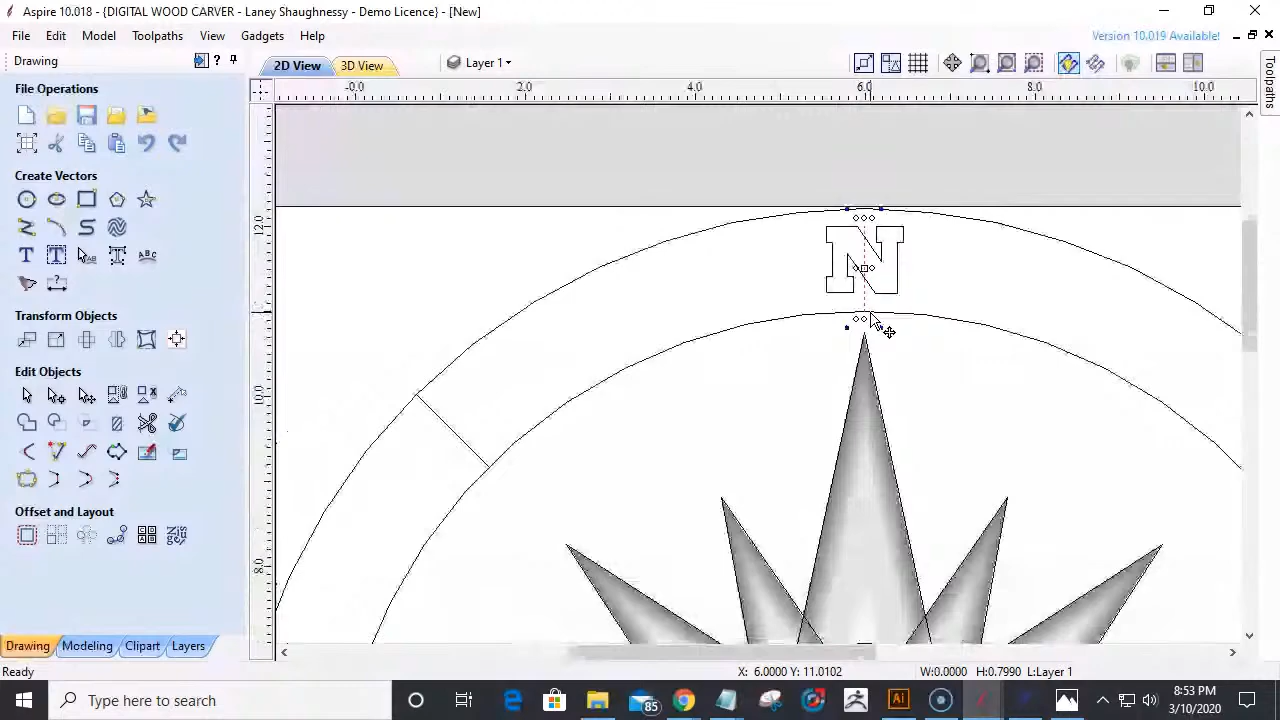 Aspire 10.018 - {DIGITAL WOOD CARVER - Laney Shaughnessy - Demo Licence} - [New]
File Edit Model Toolpaths View Gadgets Help
Version 10.019 Available!
Drawing
2D View
3D View
Layer 1
Toolpaths
File Operations
-0.0 2.0 4.0 6.0 8.0 10.0
Create Vectors
12.0
N
Transform Objects
Edit Objects
10.0
Offset and Layout
8.0
Drawing Modeling Clipart Layers
Ready
X: 6.0000 Y: 11.0102
W:0.0000 H:0.7990 L:Layer 1
Type here to search
85
Ai
8:53 PM
3/10/2020